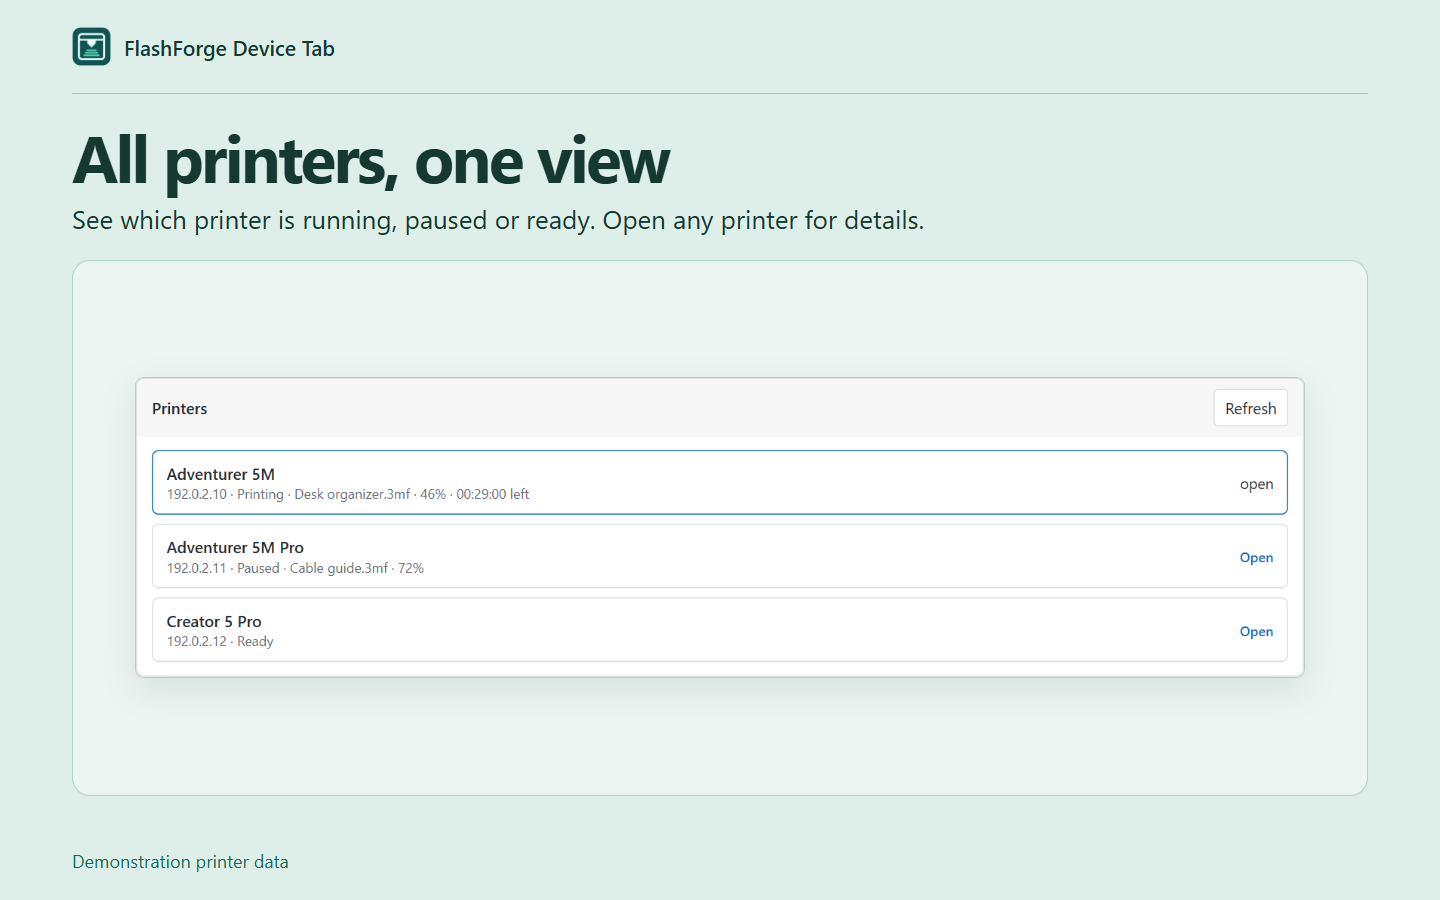 FlashForge Device Tab
All printers, one view
See which printer is running, paused or ready. Open any printer for details.
Printers
Refresh
Adventurer 5M
192.0.2.10 · Printing · Desk organizer.3mf · 46% · 00:29:00 left
open
Adventurer 5M Pro
192.0.2.11 · Paused · Cable guide.3mf · 72%
Open
Creator 5 Pro
192.0.2.12 · Ready
Open
Demonstration printer data